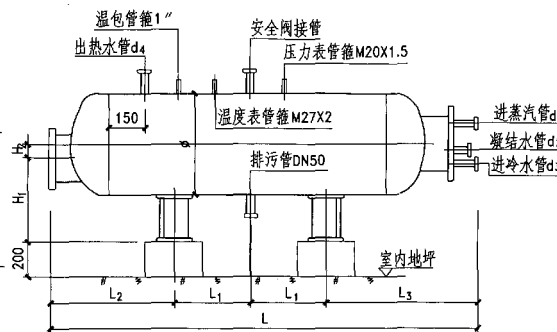 温包管箍1″
安全阀接管
出热水管d4
压力表管箍M20X1.5
150
温度表管箍M27X2
φ
进蒸汽管d
凝结水管d
进冷水管d3
排污管DN50
H2
H1
200
室内地坪
L2
L1
L1
L3
L